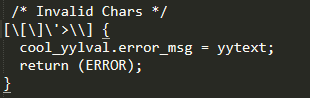 /* Invalid Chars */
[\[\]\'>\\] {
cool_yylval.error_msg = yytext;
return (ERROR);
}